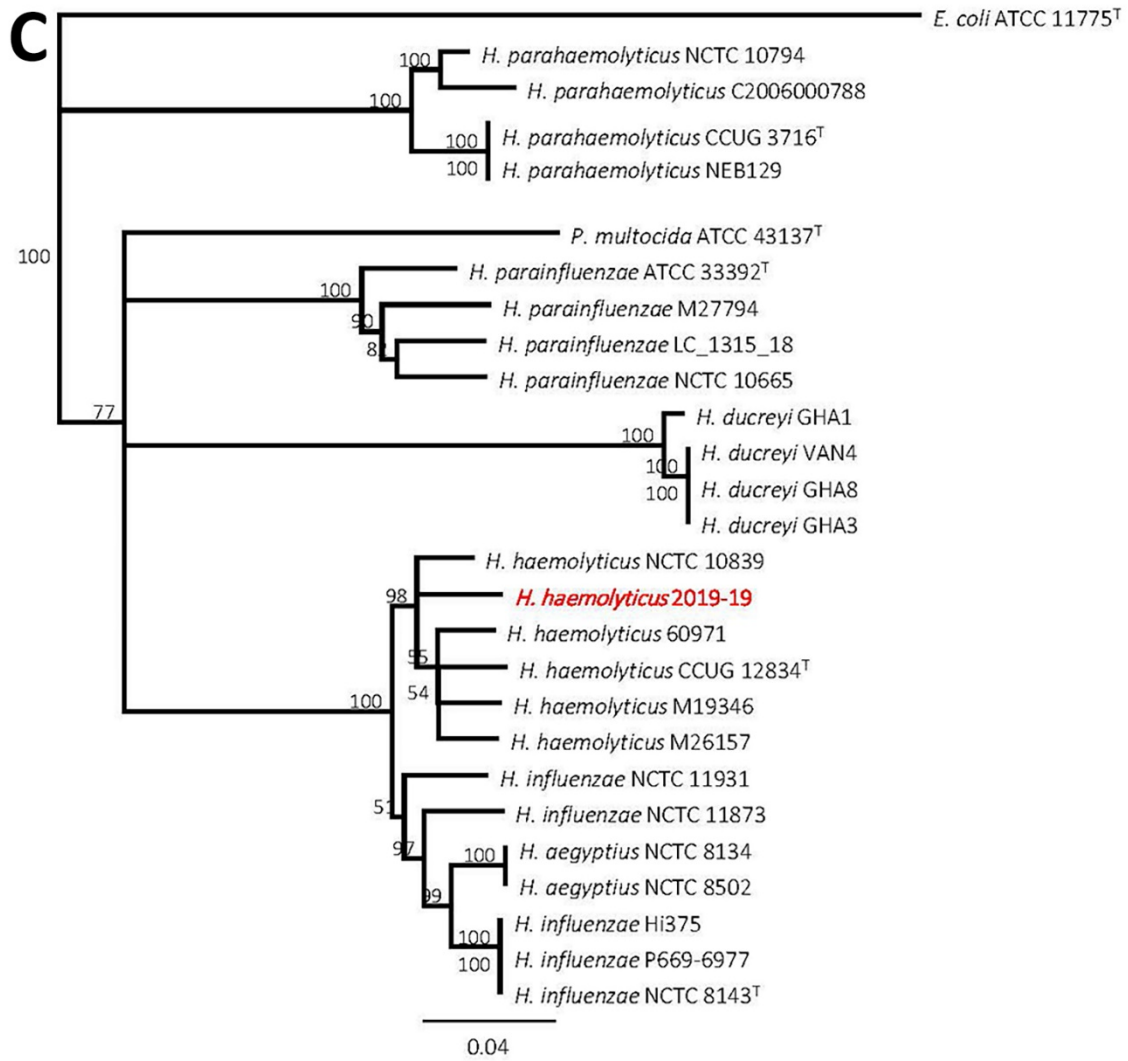 C
E. coli ATCC 11775ᵀ
100
H. parahaemolyticus NCTC 10794
H. parahaemolyticus C2006000788
100
100
H. parahaemolyticus CCUG 3716ᵀ
100
H. parahaemolyticus NEB129
100
P. multocida ATCC 43137ᵀ
100
H. parainfluenzae ATCC 33392ᵀ
90
H. parainfluenzae M27794
H. parainfluenzae LC_1315_18
H. parainfluenzae NCTC 10665
77
H. ducreyi GHA1
100
H. ducreyi VAN4
100
100
H. ducreyi GHA8
H. ducreyi GHA3
H. haemolyticus NCTC 10839
98
H. haemolyticus 2019-19
H. haemolyticus 60971
55
H. haemolyticus CCUG 12834ᵀ
54
100
H. haemolyticus M19346
H. haemolyticus M26157
H. influenzae NCTC 11931
51
H. influenzae NCTC 11873
97
100
H. aegyptius NCTC 8134
H. aegyptius NCTC 8502
99
H. influenzae Hi375
100
100
H. influenzae P669-6977
H. influenzae NCTC 8143ᵀ
0.04